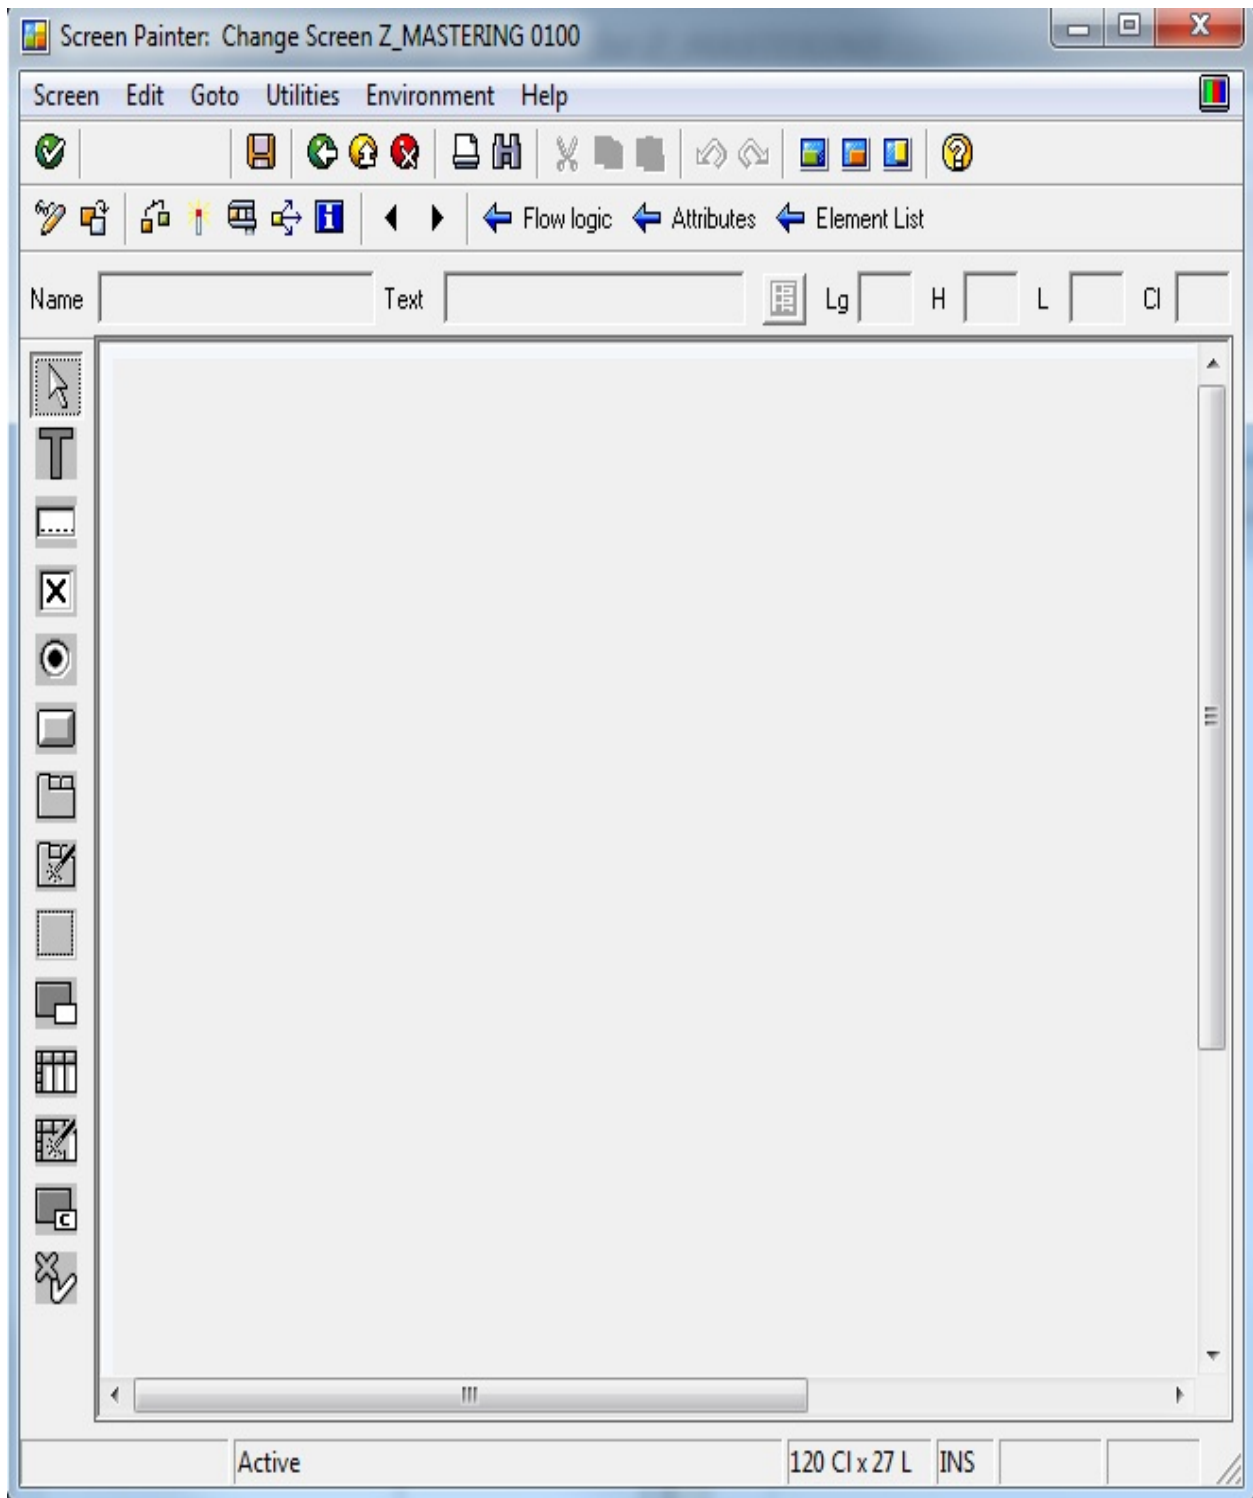 Screen Painter: Change Screen Z_MASTERING 0100
Screen Edit Goto Utilities Environment Help
Flow logic Attributes Element List
Name Text Lg H L Cl
T
C
Active 120 Cl x 27 L INS